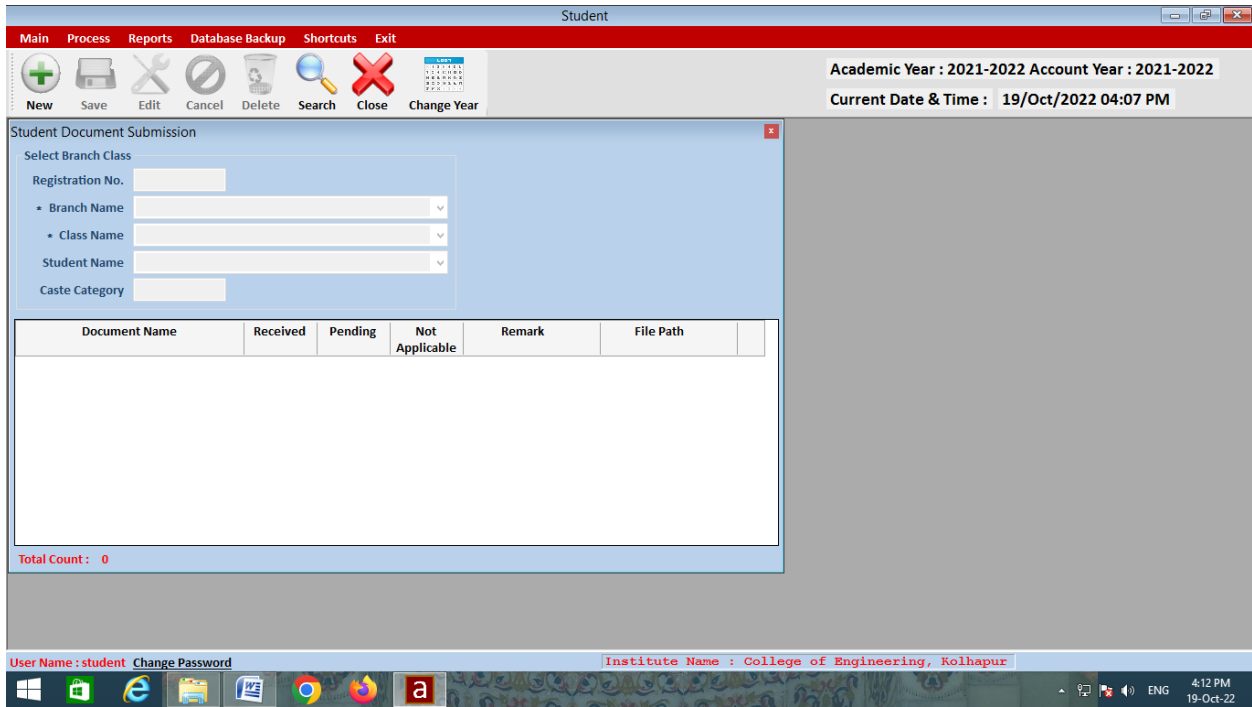 Student
Main Process Reports Database Backup Shortcuts Exit
New Save Edit Cancel Delete Search Close Change Year
Academic Year : 2021-2022 Account Year : 2021-2022
Current Date & Time : 19/Oct/2022 04:07 PM
Student Document Submission
Select Branch Class
Registration No.
* Branch Name
* Class Name
Student Name
Caste Category
Document Name Received Pending Not Applicable Remark File Path
Total Count : 0
User Name : student Change Password
Institute Name : College of Engineering, Kolhapur
a
ENG
4:12 PM
19-Oct-22